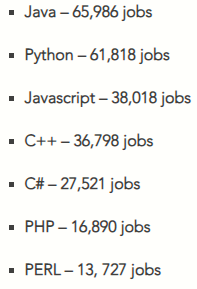 ▪ Java – 65,986 jobs
▪ Python – 61,818 jobs
▪ Javascript – 38,018 jobs
▪ C++ – 36,798 jobs
▪ C# – 27,521 jobs
▪ PHP – 16,890 jobs
▪ PERL – 13, 727 jobs